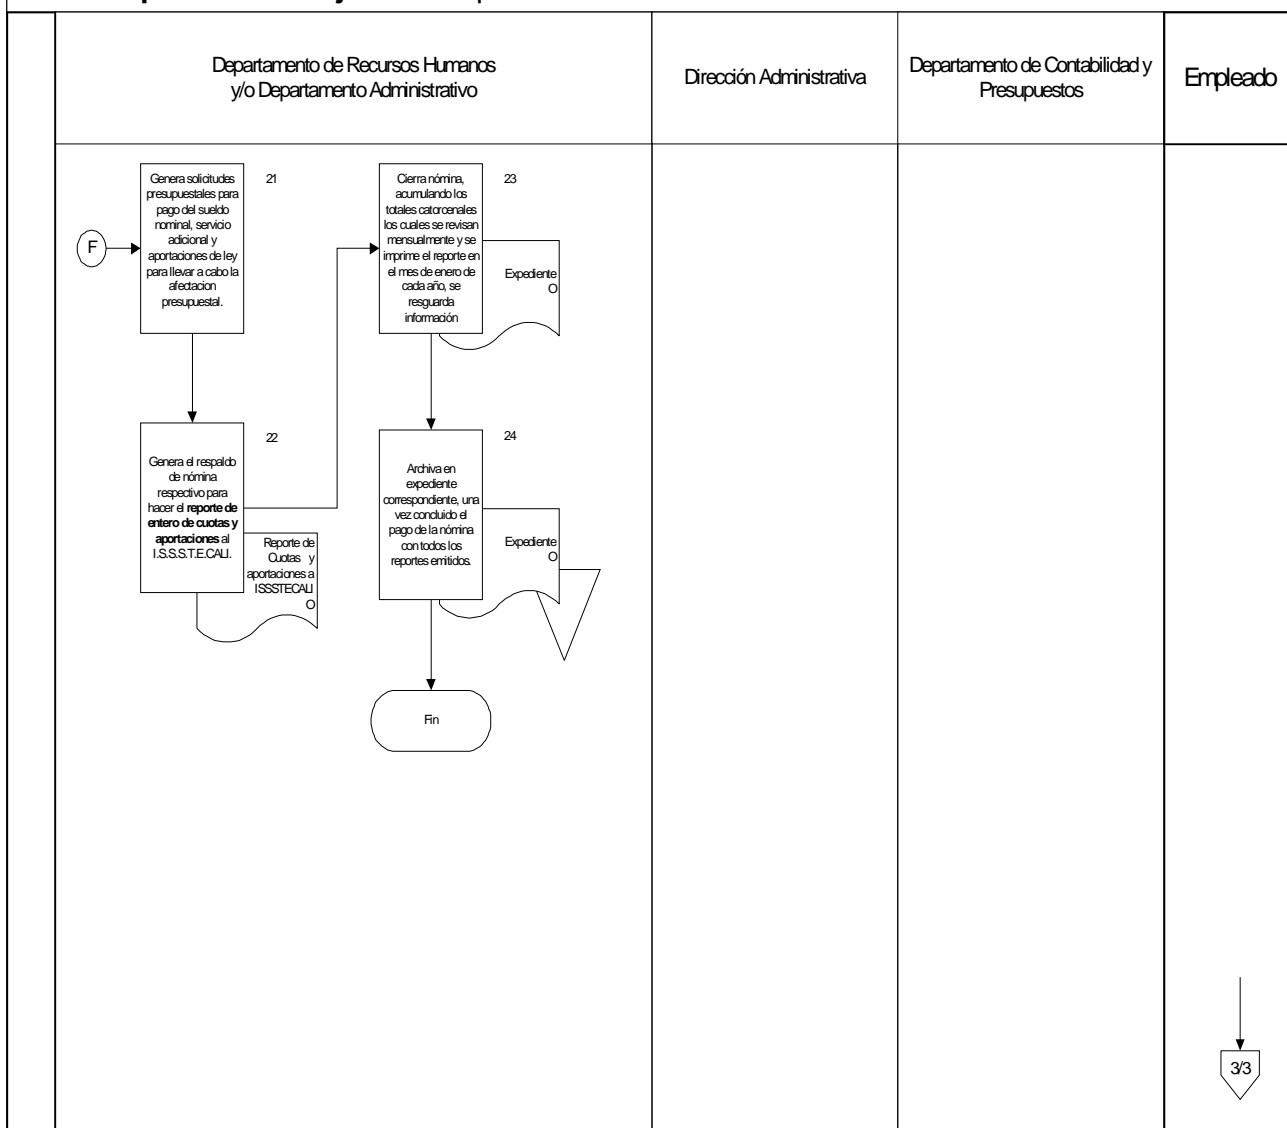 Departamento de Recursos Humanos
y/o Departamento Administrativo
Dirección Administrativa
Departamento de Contabilidad y
Presupuestos
Empleado
F
Genera solicitudes
presupuestales para
pago del sueldo
nominal, servicio
adicional y
aportaciones de ley
para llevar a cabo la
afectacion
presupuestal.
21
Genera el respaldo
de nómina
respectivo para
hacer el reporte de
entero de cuotas y
aportaciones al
I.S.S.S.T.E.CALI.
22
Reporte de
Cuotas y
aportaciones a
ISSSTECALI
O
Cierra nómina,
acumulando los
totales catorcenales
los cuales se revisan
mensualmente y se
imprime el reporte en
el mes de enero de
cada año, se
resguarda
información
23
Expediente
O
Archiva en
expediente
correspondiente, una
vez concluido el
pago de la nómina
con todos los
reportes emitidos.
24
Expediente
O
Fin
3/3